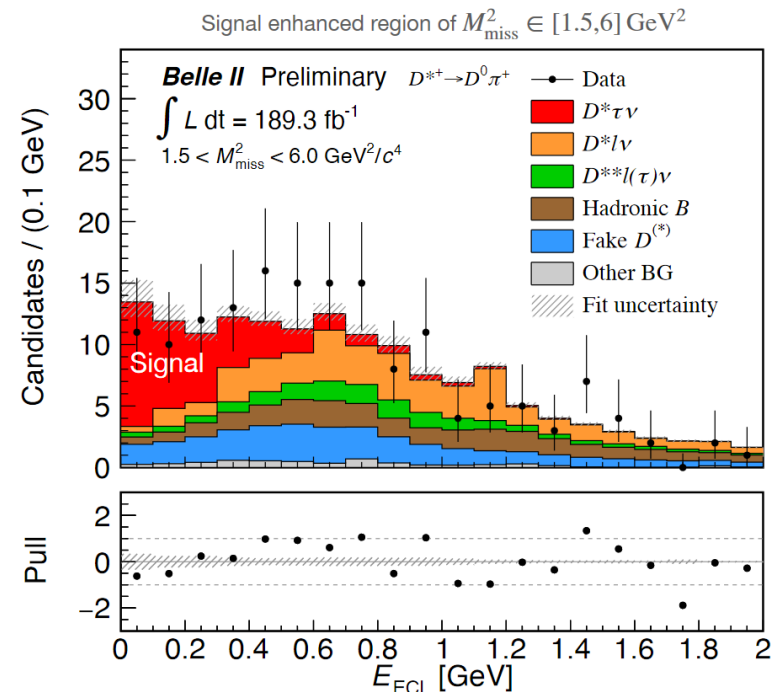 Signal enhanced region of M²miss ∈ [1.5,6] GeV²
Belle II Preliminary D*+→D⁰π+
∫ L dt = 189.3 fb⁻¹
1.5 < M²miss < 6.0 GeV²/c⁴
Data
D*τν
D*lν
D**l(τ)ν
Hadronic B
Fake D(*)
Other BG
Fit uncertainty
Signal
Candidates / (0.1 GeV)
30
25
20
15
10
5
0
Pull
2
0
−2
0 0.2 0.4 0.6 0.8 1 1.2 1.4 1.6 1.8 2
E_ECL [GeV]